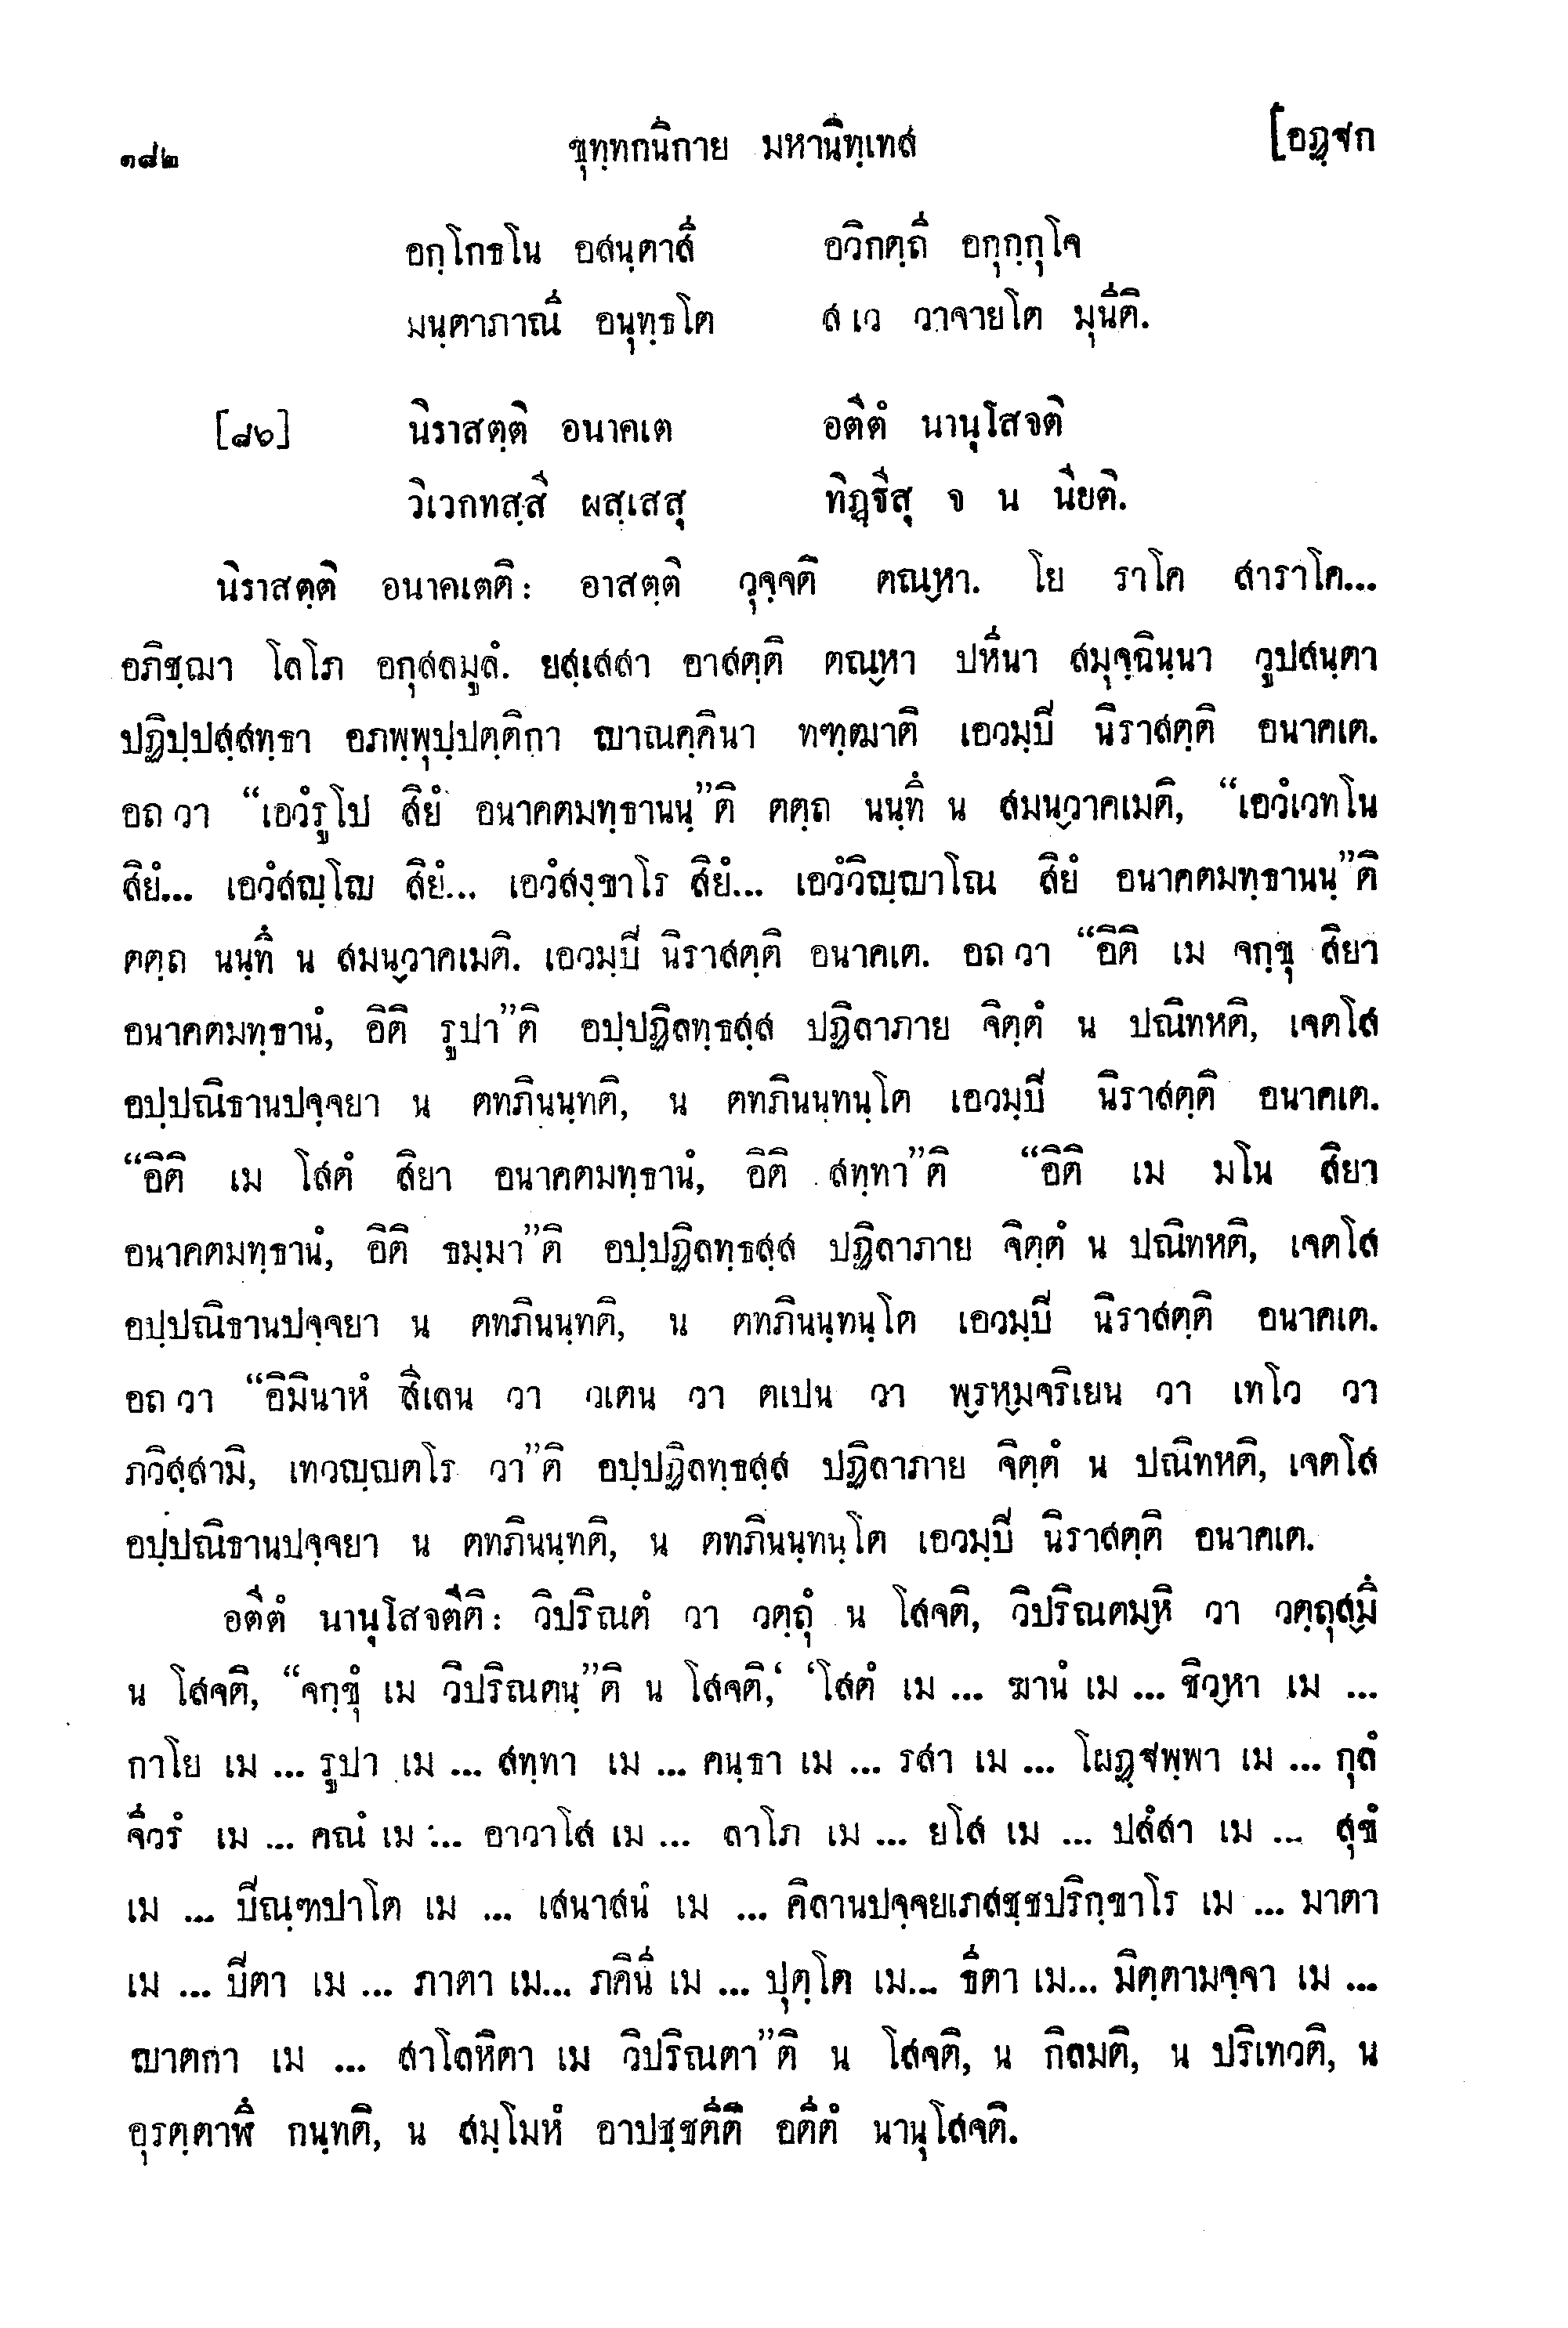 ๑๘๒ ขุทฺทกนิกาย มหานิทฺเทส [อฏฺฐก
อกฺโกธโน อสนฺตาสี อวิกตฺถี อกุกฺกุโจ
มนฺตาภาณี อนุทฺธโต ส เว วาจายโต มุนีติ.
[๘๖] นิราสตฺติ อนาคเต อตีตํ นานุโสจติ
วิเวกทสฺสี ผสฺเสสุ ทิฏฺฐีสุ จ น นียติ.
นิราสตฺติ อนาคเตติ: อาสตฺติ วุจฺจติ ตณฺหา. โย ราโค สาราโค...
อภิชฺฌา โลโภ อกุสลมูลํ. ยสฺเสสา อาสตฺติ ตณฺหา ปหีนา สมุจฺฉินฺนา วูปสนฺตา
ปฏิปฺปสฺสทฺธา อภพฺพุปฺปตฺติกา ญาณคฺคินา ทฑฺฒาติ เอวมฺปิ นิราสตฺติ อนาคเต.
อถ วา “เอวํรูโป สิยํ อนาคตมทฺธานนฺ”ติ ตตฺถ นนฺทึ น สมนฺวาคเมติ, “เอวํเวทโน
สิยํ... เอวํสญฺโญ สิยํ... เอวํสงฺขาโร สิยํ... เอวํวิญฺญาโณ สิยํ อนาคตมทฺธานนฺ”ติ
ตตฺถ นนฺทึ น สมนฺวาคเมติ. เอวมฺปิ นิราสตฺติ อนาคเต. อถ วา “อิติ เม จกฺขุ สิยา
อนาคตมทฺธานํ, อิติ รูปา”ติ อปฺปฏิลทฺธสฺส ปฏิลาภาย จิตฺตํ น ปณิทหติ, เจตโส
อปฺปณิธานปจฺจยา น ตทภินนฺทติ, น ตทภินนฺทนฺโต เอวมฺปิ นิราสตฺติ อนาคเต.
“อิติ เม โสตํ สิยา อนาคตมทฺธานํ, อิติ สทฺทา”ติ “อิติ เม มโน สิยา
อนาคตมทฺธานํ, อิติ ธมฺมา”ติ อปฺปฏิลทฺธสฺส ปฏิลาภาย จิตฺตํ น ปณิทหติ, เจตโส
อปฺปณิธานปจฺจยา น ตทภินนฺทติ, น ตทภินนฺทนฺโต เอวมฺปิ นิราสตฺติ อนาคเต.
อถ วา “อิมินาหํ สีเลน วา วเตน วา ตเปน วา พฺรหฺมจริเยน วา เทโว วา
ภวิสฺสามิ, เทวญฺญตโร วา”ติ อปฺปฏิลทฺธสฺส ปฏิลาภาย จิตฺตํ น ปณิทหติ, เจตโส
อปฺปณิธานปจฺจยา น ตทภินนฺทติ, น ตทภินนฺทนฺโต เอวมฺปิ นิราสตฺติ อนาคเต.
อตีตํ นานุโสจตีติ: วิปริณตํ วา วตฺถุํ น โสจติ, วิปริณตมฺหิ วา วตฺถุสฺมึ
น โสจติ, “จกฺขุํ เม วิปริณตนฺ”ติ น โสจติ,‘ ‘โสตํ เม ... ฆานํ เม ... ชิวฺหา เม ...
กาโย เม ... รูปา เม ... สทฺทา เม ... คนฺธา เม ... รสา เม ... โผฏฺฐพฺพา เม ... กุลํ
จีวรํ เม ... คณํ เม ... อาวาโส เม ... ลาโภ เม ... ยโส เม ... ปสํสา เม ... สุขํ
เม ... ปิณฺฑปาโต เม ... เสนาสนํ เม ... คิลานปจฺจยเภสชฺชปริกฺขาโร เม ... มาตา
เม ... ปิตา เม ... ภาตา เม... ภคินี เม ... ปุตฺโต เม... ธีตา เม... มิตฺตามจฺจา เม ...
ญาตกา เม ... สาโลหิตา เม วิปริณตา”ติ น โสจติ, น กิลมติ, น ปริเทวติ, น
อุรตฺตาฬึ กนฺทติ, น สมฺโมหํ อาปชฺชตีติ อตีตํ นานุโสจติ.